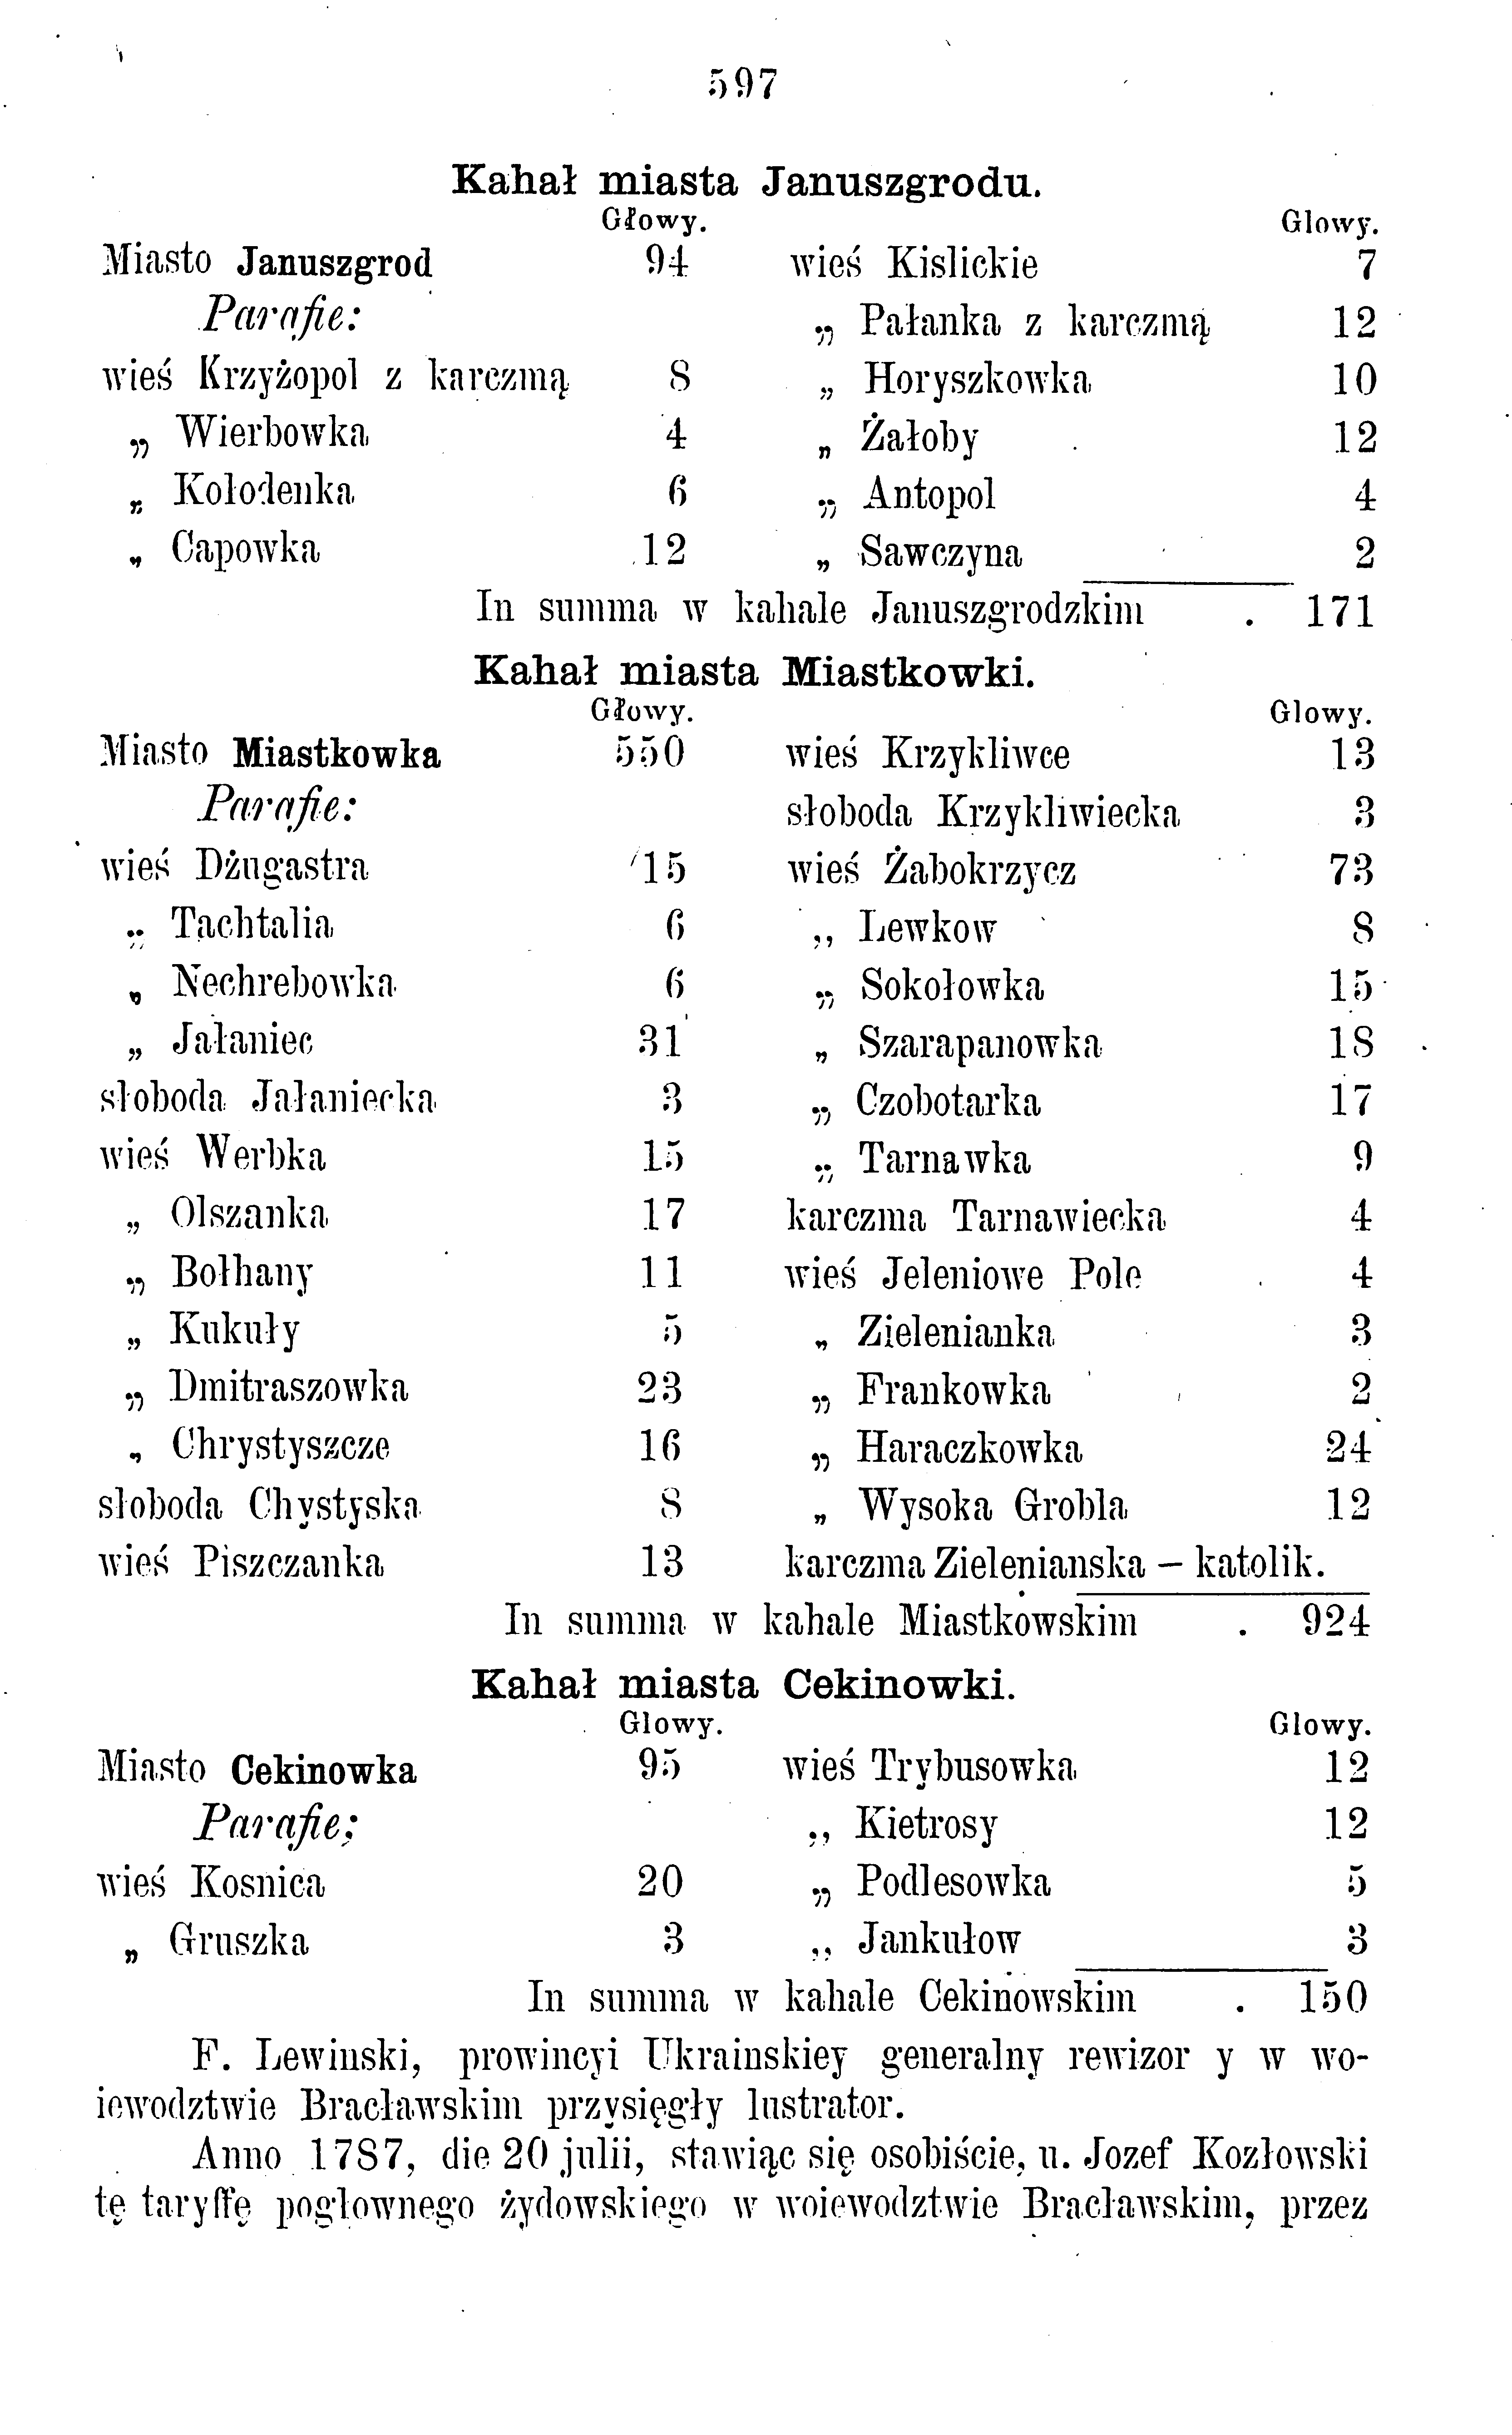 597
Kahał miasta Januszgrodu.
Głowy.
Miasto Januszgrod 94
Parafie:
wieś Krzyżopol z karczmą 8
„ Wierbowka 4
„ Kolodenka 6
„ Capowka 12
Glowy.
wieś Kislickie 7
„ Pałanka z karczmą 12
„ Horyszkowka 10
„ Żałoby 12
„ Antopol 4
„ Sawczyna 2
In summa w kahale Januszgrodzkim . 171
Kahał miasta Miastkowki.
Głowy.
Miasto Miastkowka 550
Parafie:
wieś Dżugastra 15
„ Tachtalia 6
„ Nechrebowka 6
„ Jałaniec 31
słoboda Jałaniecka 3
wieś Werbka 15
„ Olszanka 17
„ Bołhany 11
„ Kukuły 5
„ Dmitraszowka 23
„ Chrystyszcze 16
słoboda Chystyska 8
wieś Piszczanka 13
Glowy.
wieś Krzykliwce 13
słoboda Krzykliwiecka 3
wieś Żabokrzycz 73
„ Lewkow 8
„ Sokołowka 15
„ Szarapanowka 18
„ Czobotarka 17
„ Tarnawka 9
karczma Tarnawiecka 4
wieś Jeleniowe Pole 4
„ Zielenianka 3
„ Frankowka 2
„ Haraczkowka 24
„ Wysoka Grobla 12
karczma Zielenianska – katolik.
In summa w kahale Miastkowskim . 924
Kahał miasta Cekinowki.
Glowy.
Miasto Cekinowka 95
Parafie:
wieś Kosnica 20
„ Gruszka 3
Glowy.
wieś Trybusowka 12
„ Kietrosy 12
„ Podlesowka 5
„ Jankułow 3
In summa w kahale Cekinowskim . 150
F. Lewinski, prowincyi Ukrainskiey generalny rewizor y w wo-
iewodztwie Bracławskim przysięgły lustrator.
Anno 1787, die 20 julii, stawiąc się osobiście, u. Jozef Kozłowski
tę taryffę pogłownego żydowskiego w woiewodztwie Bracławskim, przez